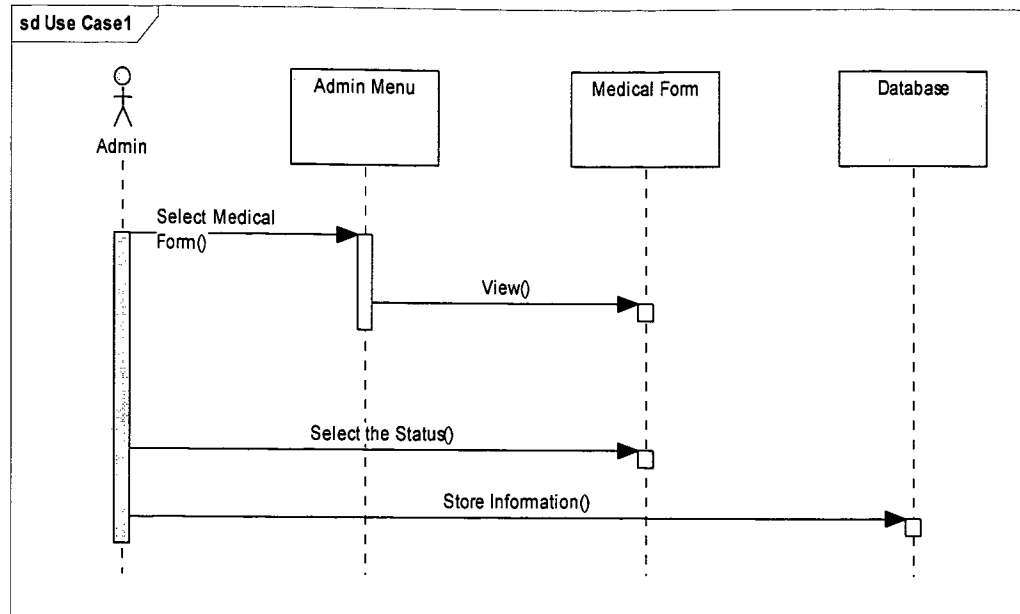 sd Use Case1
Admin Menu
Medical Form
Database
Admin
Select Medical
Form()
View()
Select the Status()
Store Information()